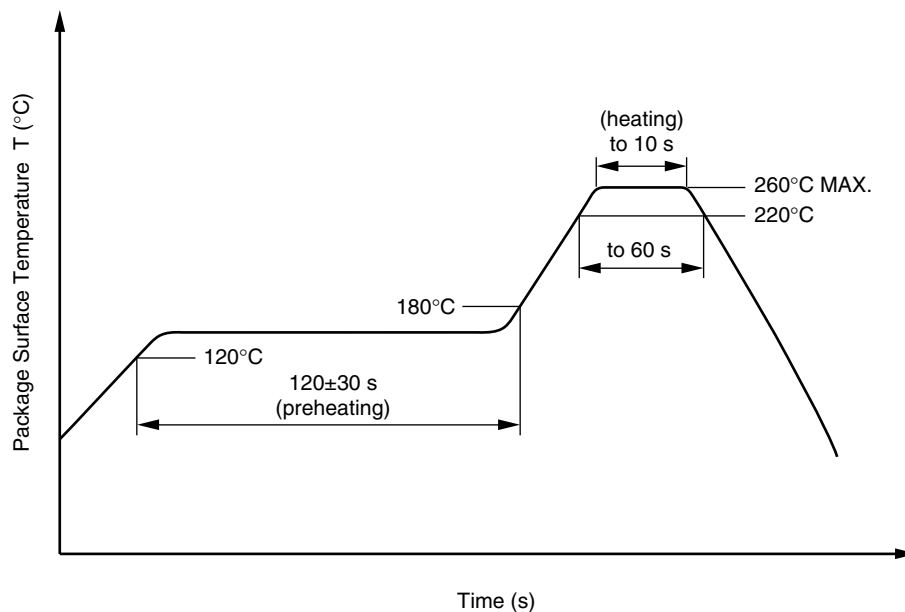 Package Surface Temperature T (°C)
(heating)
to 10 s
260°C MAX.
220°C
to 60 s
180°C
120°C
120±30 s
(preheating)
Time (s)